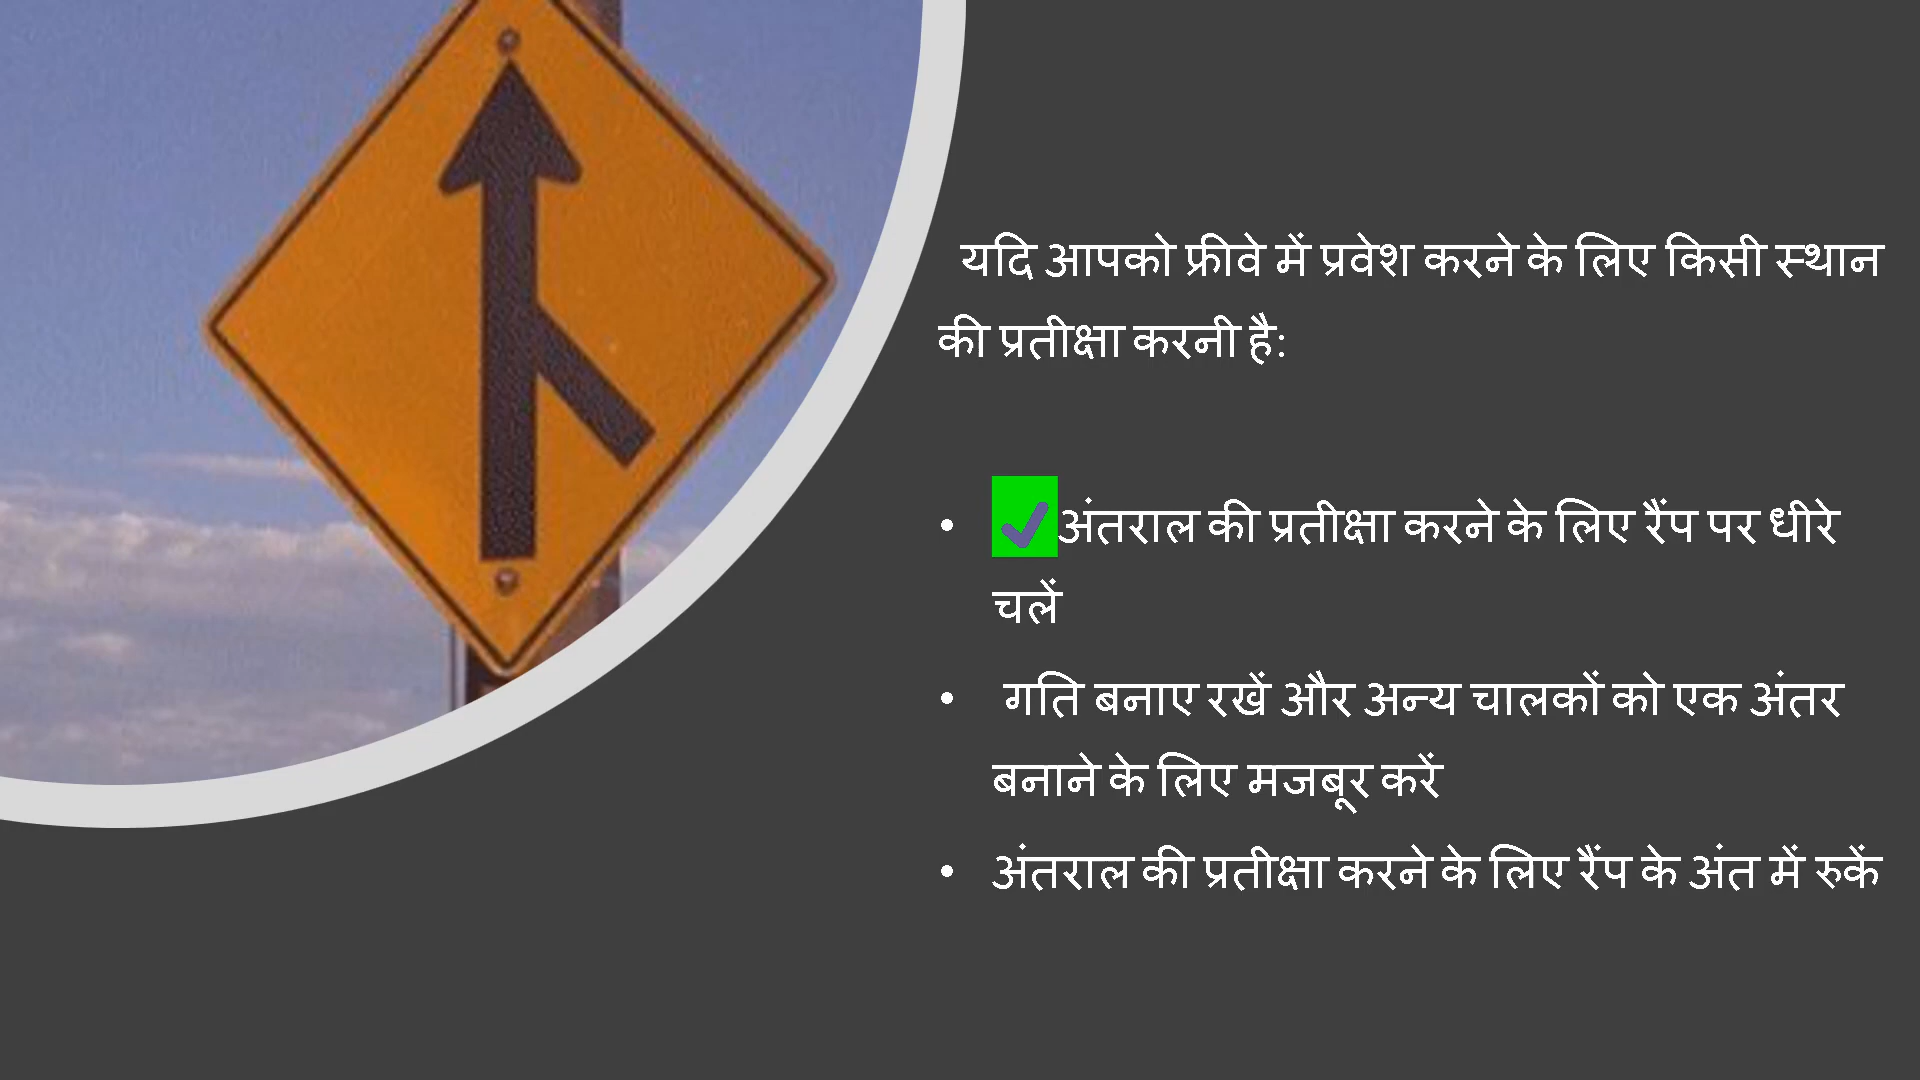 यदि आपको फ्रीवे में प्रवेश करने के लिए किसी स्थान
की प्रतीक्षा करनी है:
• ✔अंतराल की प्रतीक्षा करने के लिए रैंप पर धीरे
चलें
• गति बनाए रखें और अन्य चालकों को एक अंतर
बनाने के लिए मजबूर करें
• अंतराल की प्रतीक्षा करने के लिए रैंप के अंत में रुकें